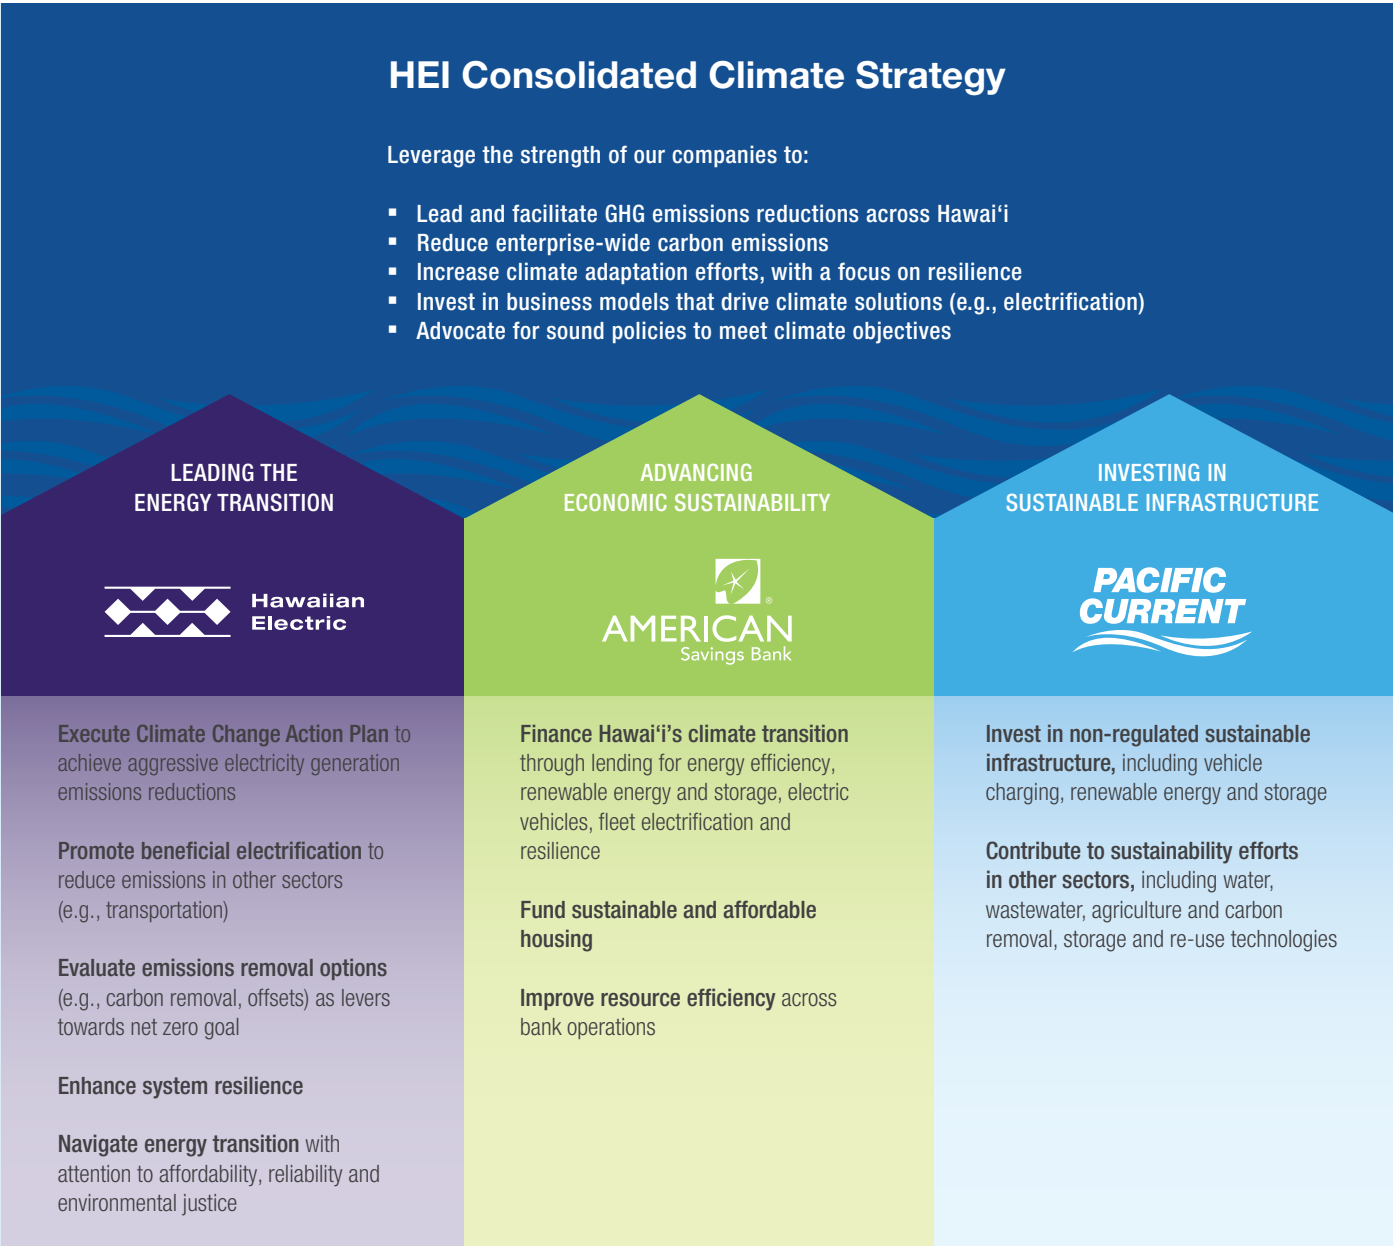 HEI Consolidated Climate Strategy
Leverage the strength of our companies to:
▪ Lead and facilitate GHG emissions reductions across Hawai‘i
▪ Reduce enterprise-wide carbon emissions
▪ Increase climate adaptation efforts, with a focus on resilience
▪ Invest in business models that drive climate solutions (e.g., electrification)
▪ Advocate for sound policies to meet climate objectives
LEADING THE
ENERGY TRANSITION
Hawaiian
Electric
Execute Climate Change Action Plan to
achieve aggressive electricity generation
emissions reductions
Promote beneficial electrification to
reduce emissions in other sectors
(e.g., transportation)
Evaluate emissions removal options
(e.g., carbon removal, offsets) as levers
towards net zero goal
Enhance system resilience
Navigate energy transition with
attention to affordability, reliability and
environmental justice
ADVANCING
ECONOMIC SUSTAINABILITY
®
AMERICAN
Savings Bank
Finance Hawai‘i’s climate transition
through lending for energy efficiency,
renewable energy and storage, electric
vehicles, fleet electrification and
resilience
Fund sustainable and affordable
housing
Improve resource efficiency across
bank operations
INVESTING IN
SUSTAINABLE INFRASTRUCTURE
PACIFIC
CURRENT
Invest in non-regulated sustainable
infrastructure, including vehicle
charging, renewable energy and storage
Contribute to sustainability efforts
in other sectors, including water,
wastewater, agriculture and carbon
removal, storage and re-use technologies